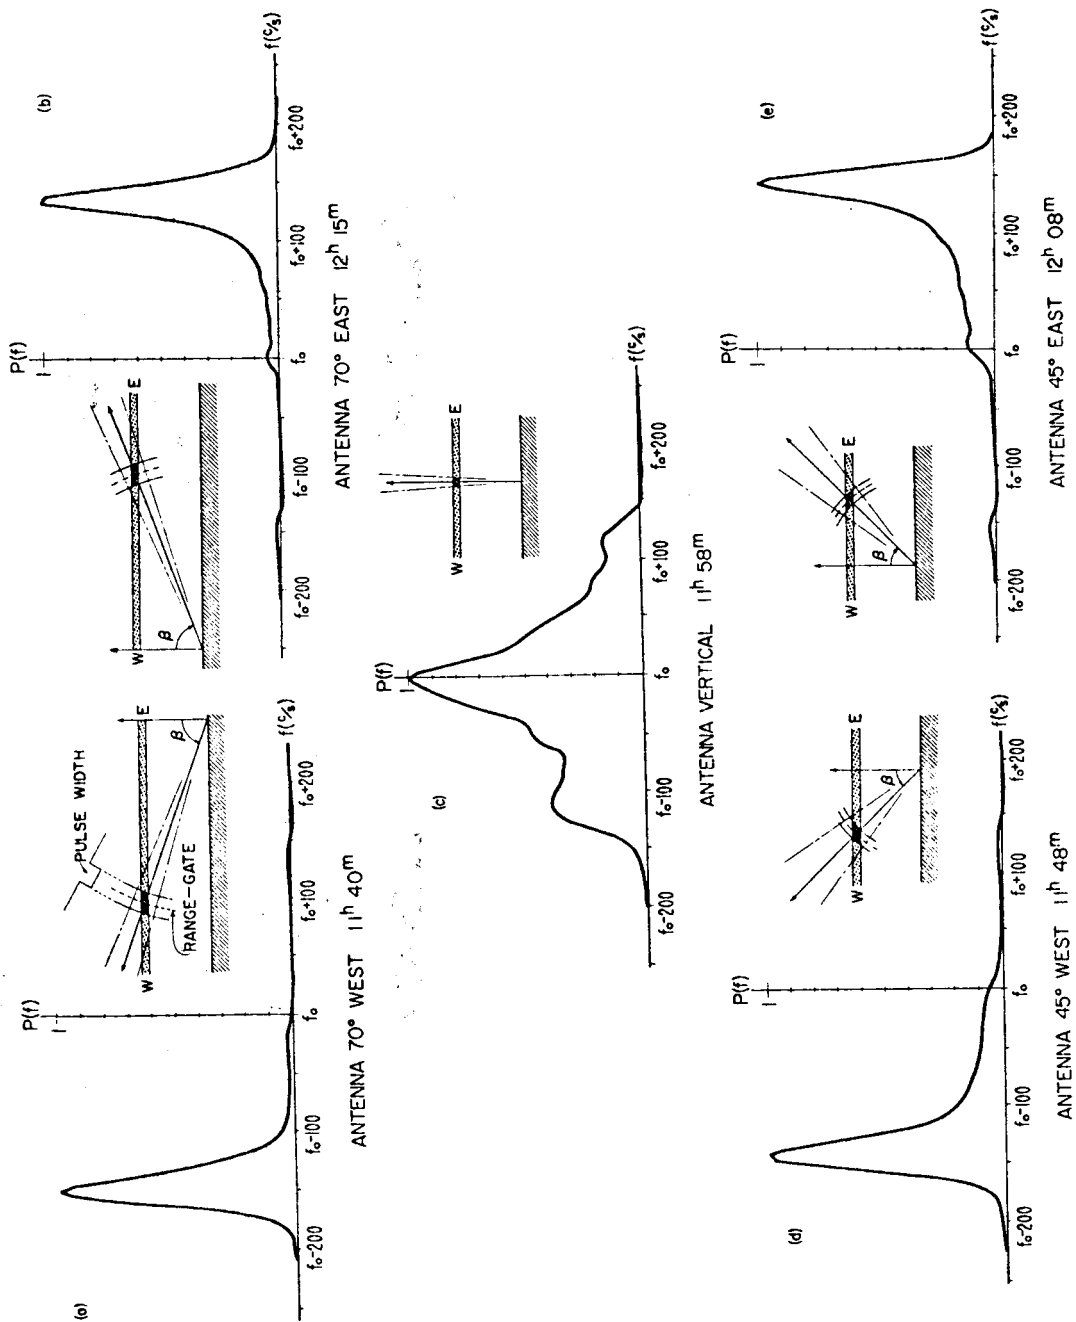 (a)
P(f)
1
PULSE WIDTH
RANGE-GATE
W
E
β
f₀-200
f₀-100
f₀
f₀+100
f₀+200
f(c/s)
ANTENNA 70° WEST 11ʰ 40ᵐ
(b)
P(f)
1
W
E
β
f₀-200
f₀-100
f₀
f₀+100
f₀+200
f(c/s)
ANTENNA 70° EAST 12ʰ 15ᵐ
(c)
P(f)
1
W
E
f₀-200
f₀-100
f₀
f₀+100
f₀+200
f(c/s)
ANTENNA VERTICAL 11ʰ 58ᵐ
(d)
P(f)
1
W
E
β
f₀-200
f₀-100
f₀
f₀+100
f₀+200
f(c/s)
ANTENNA 45° WEST 11ʰ 48ᵐ
(e)
P(f)
1
W
E
β
f₀-200
f₀-100
f₀
f₀+100
f₀+200
f(c/s)
ANTENNA 45° EAST 12ʰ 08ᵐ